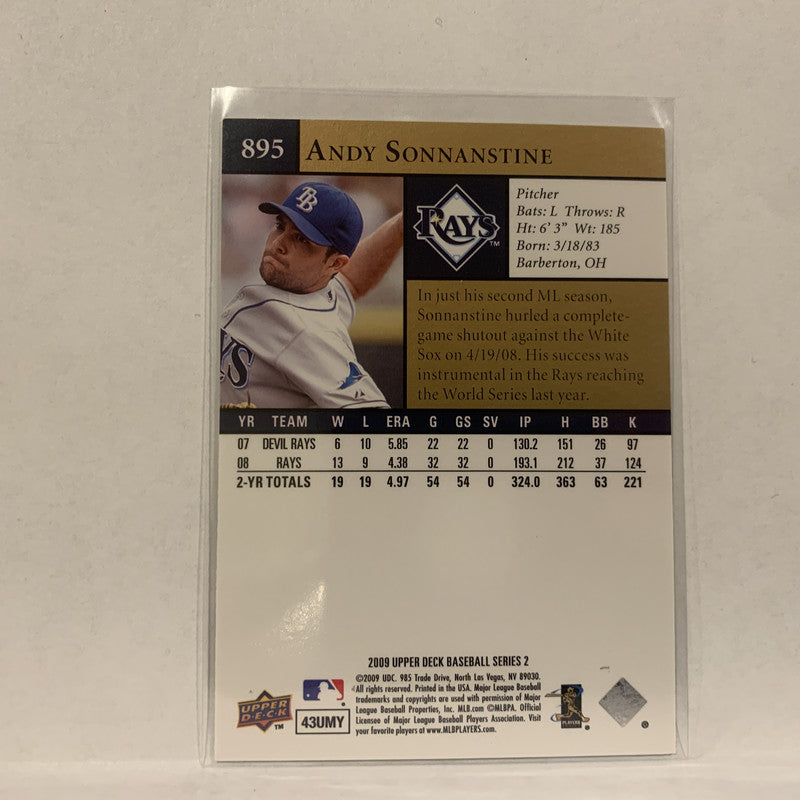 895 ANDY SONNANSTINE
TB
RAYS
TM
Pitcher
Bats: L Throws: R
Ht: 6' 3" Wt: 185
Born: 3/18/83
Barberton, OH
In just his second ML season,
Sonnanstine hurled a complete-
game shutout against the White
Sox on 4/19/08. His success was
instrumental in the Rays reaching
the World Series last year.
YR TEAM W L ERA G GS SV IP H BB K
07 DEVIL RAYS 6 10 5.85 22 22 0 130.2 151 26 97
08 RAYS 13 9 4.38 32 32 0 193.1 212 37 124
2-YR TOTALS 19 19 4.97 54 54 0 324.0 363 63 221
2009 UPPER DECK BASEBALL SERIES 2
©2009 UDC. 985 Trade Drive, North Las Vegas, NV 89030.
All rights reserved. Printed in the USA. Major League Baseball
trademarks and copyrights are used with permission of Major
League Baseball Properties, Inc. MLB.com ©MLBPA. Official
Licensee of Major League Baseball Players Association. Visit
your favorite players at www.MLBPLAYERS.com.
UPPER
DECK
TM
43UMY
PLAYERS